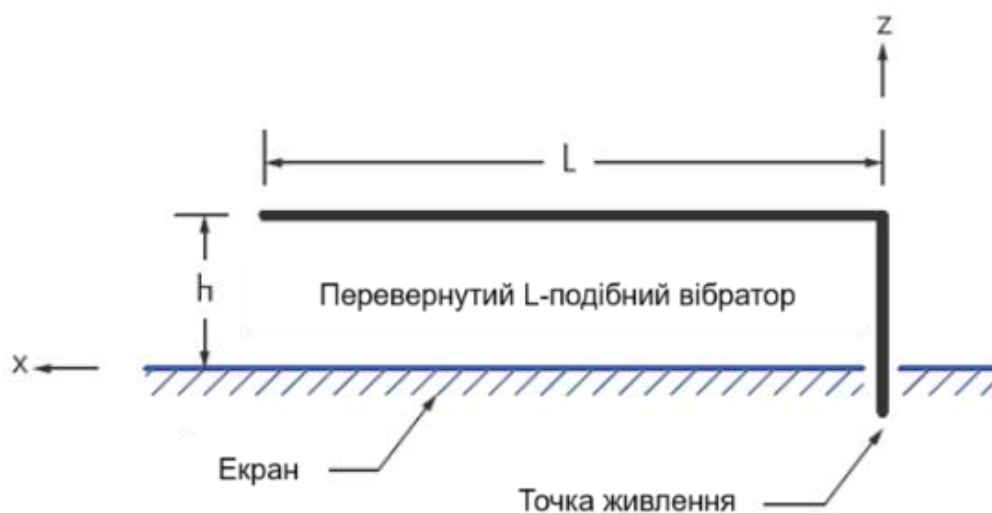 z
L
h
Перевернутий L-подібний вібратор
x
Екран
Точка живлення